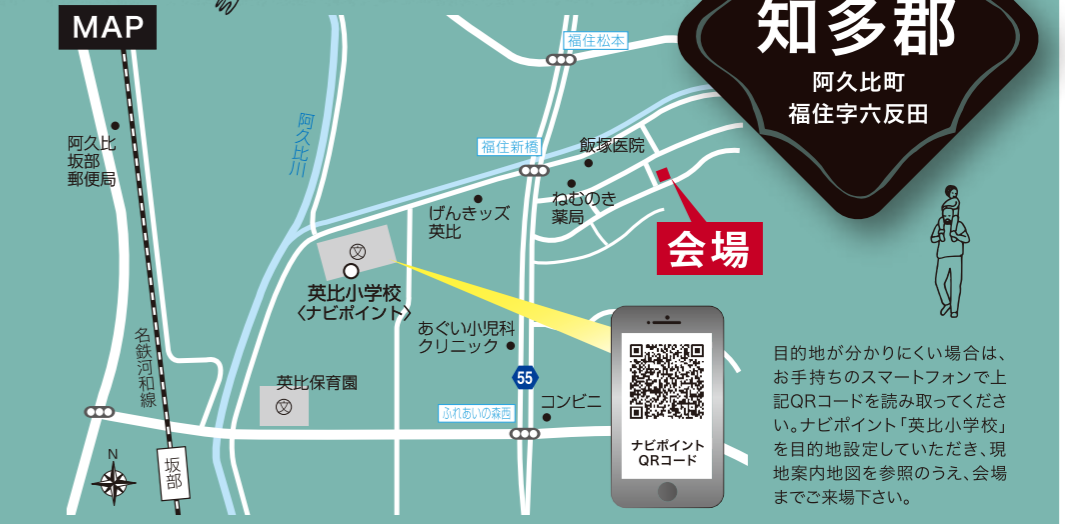 MAP
知多郡
阿久比町
福住字六反田
福住松本
阿久比
坂部
郵便局
阿久比川
福住新橋
飯塚医院
げんキッズ
英比
ねむのき
薬局
会場
文
英比小学校
〈ナビポイント〉
名鉄河和線
あぐい小児科
クリニック
55
英比保育園
文
ふれあいの森西
コンビニ
N
坂部
ナビポイント
QRコード
目的地が分かりにくい場合は、
お手持ちのスマートフォンで上
記QRコードを読み取ってくださ
い。ナビポイント「英比小学校」
を目的地設定していただき、現
地案内地図を参照のうえ、会場
までご来場下さい。